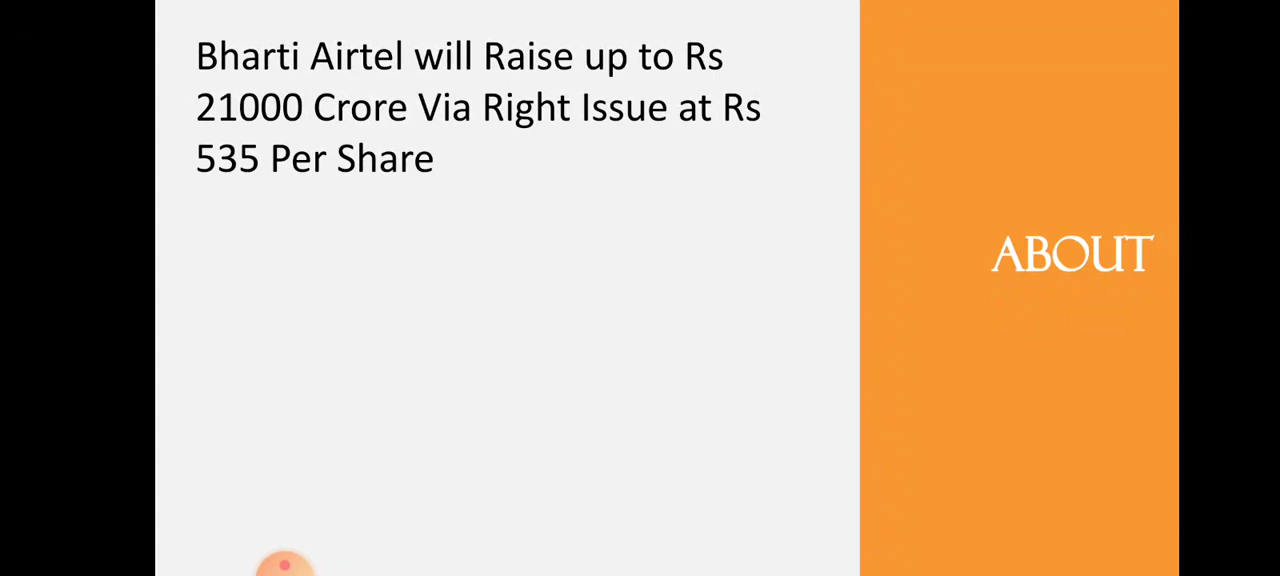 Bharti Airtel will Raise up to Rs
21000 Crore Via Right Issue at Rs
535 Per Share
ABOUT